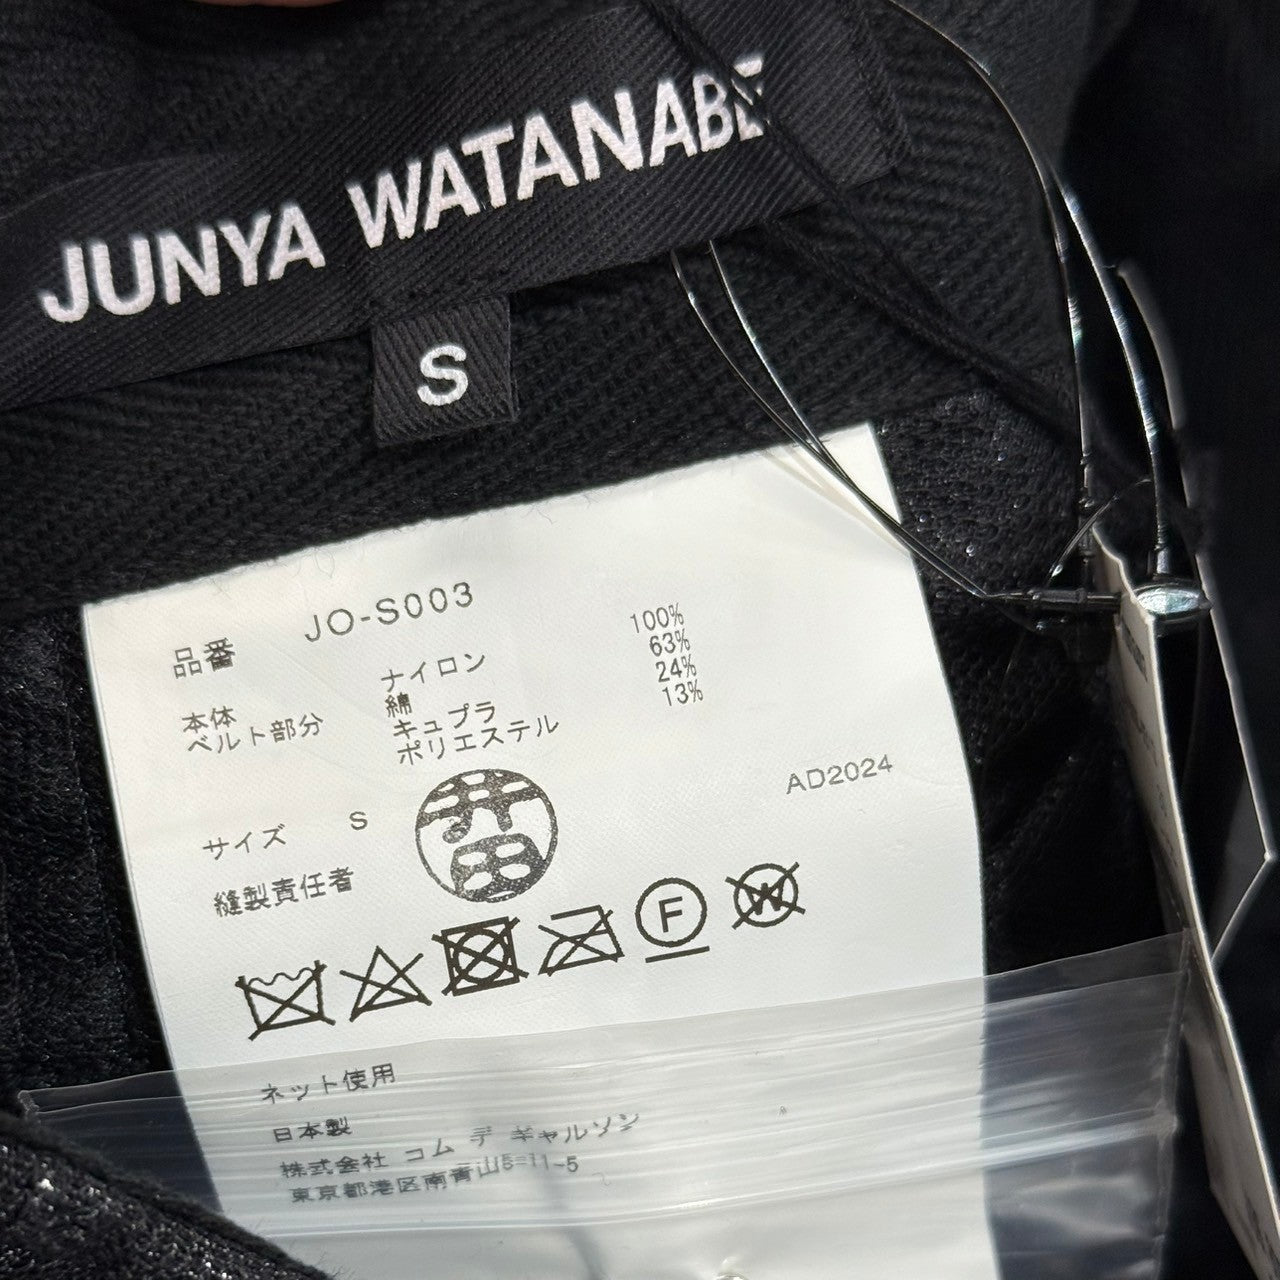 JUNYA WATANABE
S
品番 JO-S003
本体 ナイロン 100%
ベルト部分 綿 63%
キュプラ 24%
ポリエステル 13%
AD2024
サイズ S
縫製責任者
井田
F
W
ネット使用
日本製
株式会社 コム デ ギャルソン
東京都港区南青山5-11-5